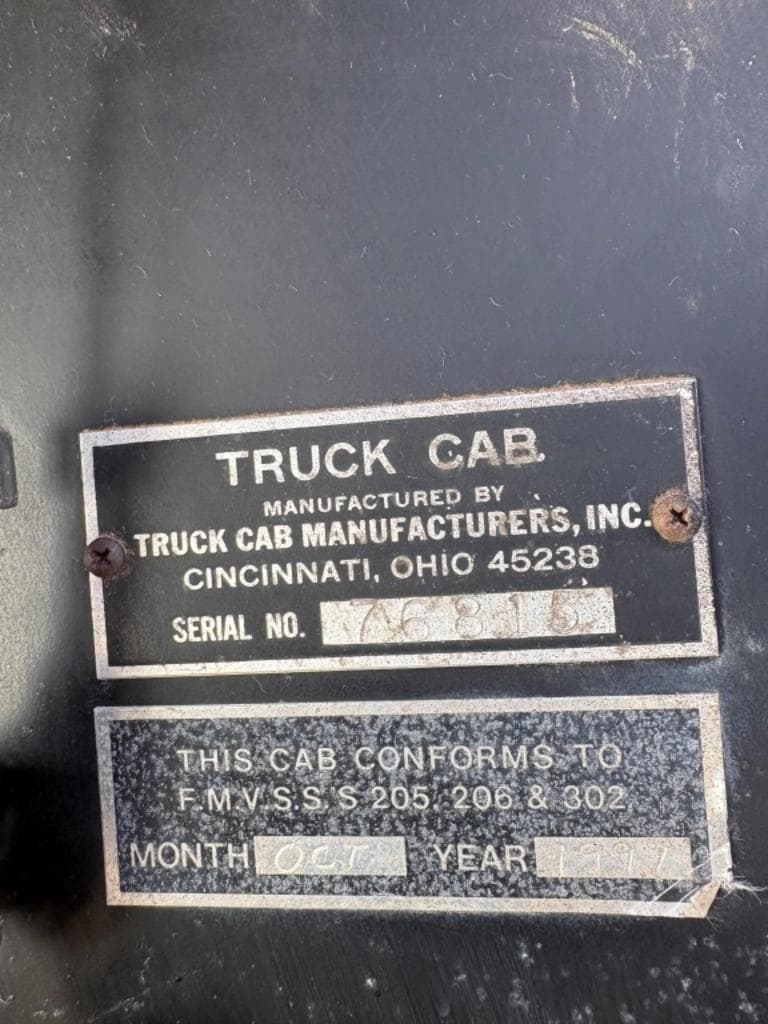 TRUCK CAB
MANUFACTURED BY
TRUCK CAB MANUFACTURERS, INC.
CINCINNATI, OHIO 45238
SERIAL NO. 76815
THIS CAB CONFORMS TO
F.M.V.S.S.'S 205, 206 & 302
MONTH OCT YEAR 1991